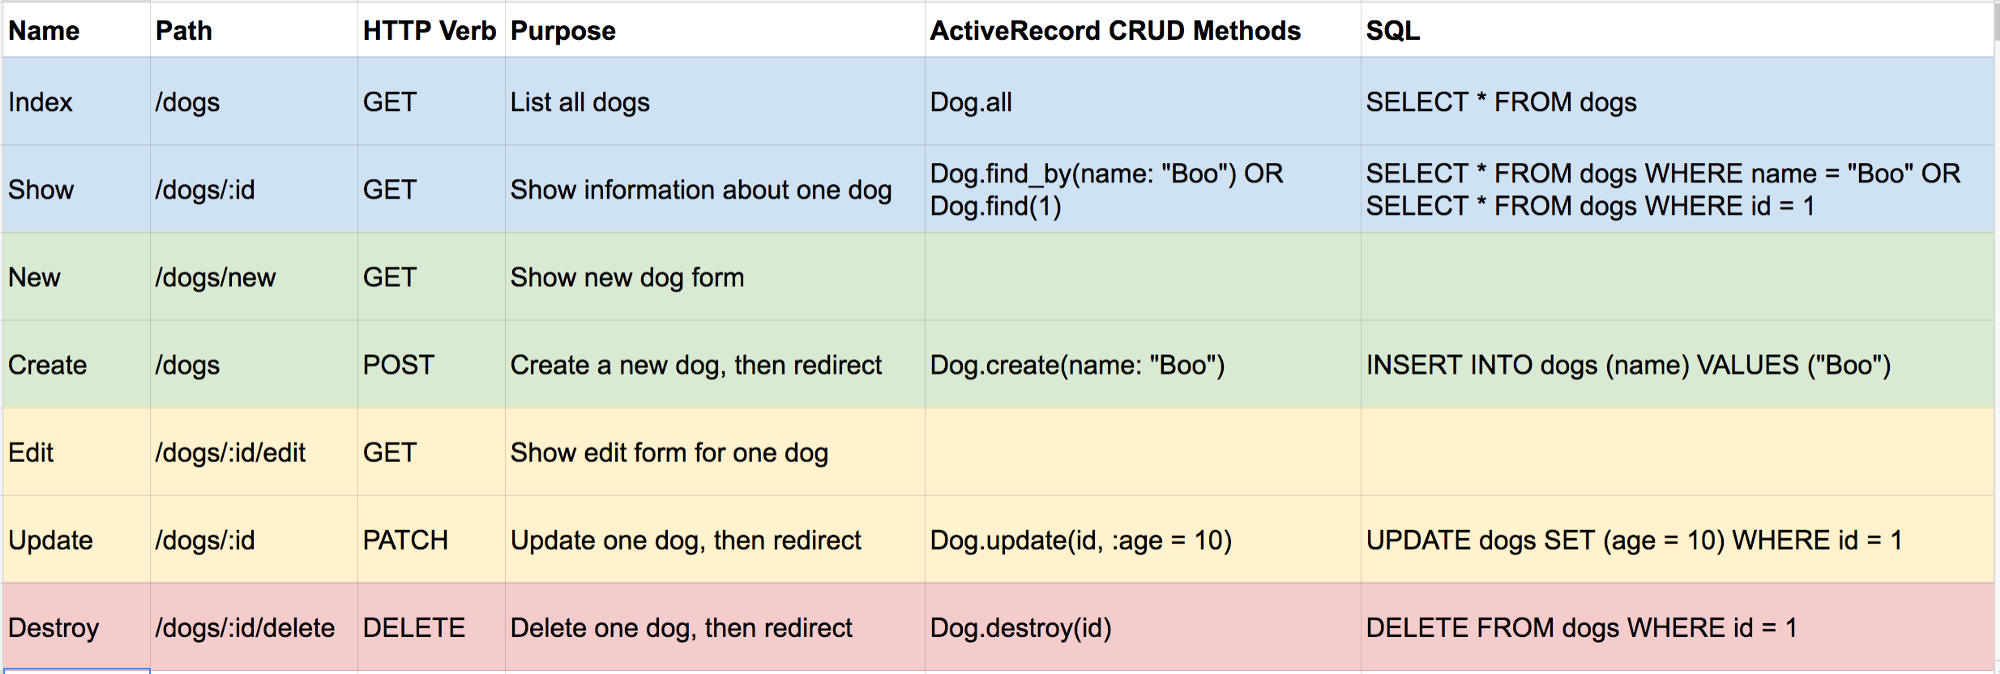 Name Path HTTP Verb Purpose ActiveRecord CRUD Methods SQL
Index /dogs GET List all dogs Dog.all SELECT * FROM dogs
Show /dogs/:id GET Show information about one dog Dog.find_by(name: "Boo") OR SELECT * FROM dogs WHERE name = "Boo" OR
Dog.find(1) SELECT * FROM dogs WHERE id = 1
New /dogs/new GET Show new dog form
Create /dogs POST Create a new dog, then redirect Dog.create(name: "Boo") INSERT INTO dogs (name) VALUES ("Boo")
Edit /dogs/:id/edit GET Show edit form for one dog
Update /dogs/:id PATCH Update one dog, then redirect Dog.update(id, :age = 10) UPDATE dogs SET (age = 10) WHERE id = 1
Destroy /dogs/:id/delete DELETE Delete one dog, then redirect Dog.destroy(id) DELETE FROM dogs WHERE id = 1